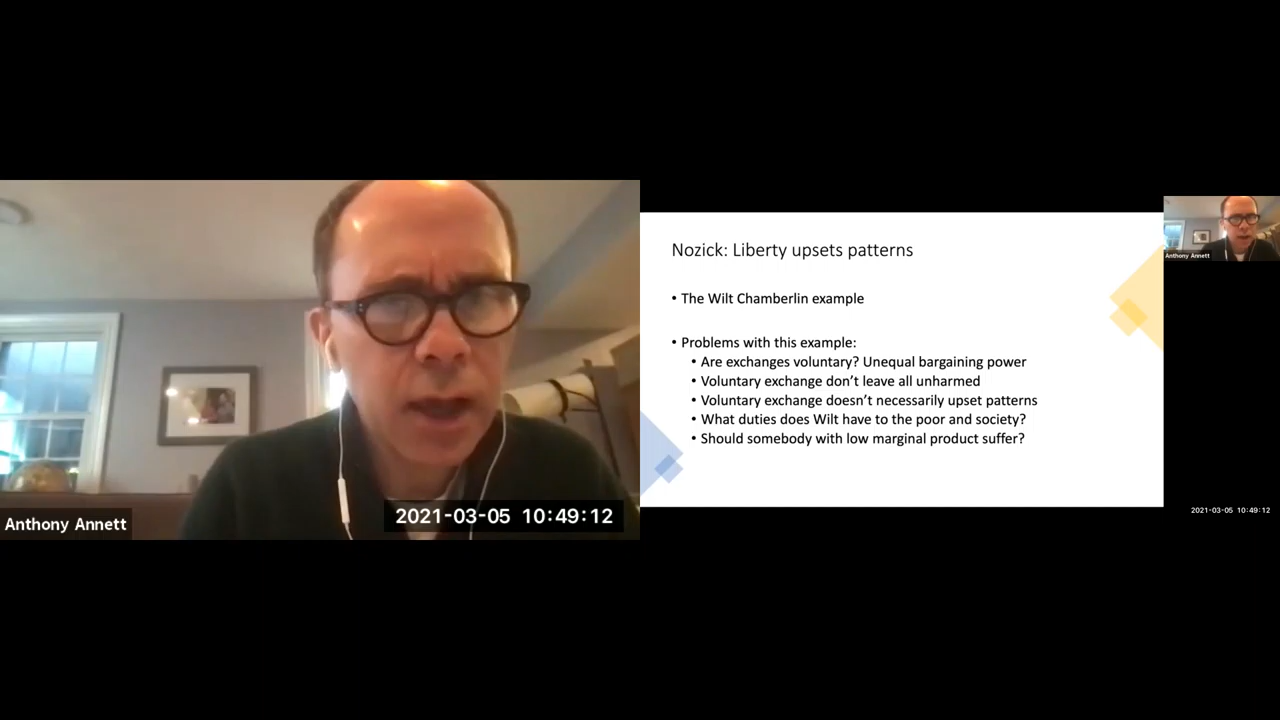 Nozick: Liberty upsets patterns
• The Wilt Chamberlin example
• Problems with this example:
• Are exchanges voluntary? Unequal bargaining power
• Voluntary exchange don’t leave all unharmed
• Voluntary exchange doesn’t necessarily upset patterns
• What duties does Wilt have to the poor and society?
• Should somebody with low marginal product suffer?
Anthony Annett
2021-03-05 10:49:12
Anthony Annett
2021-03-05 10:49:12